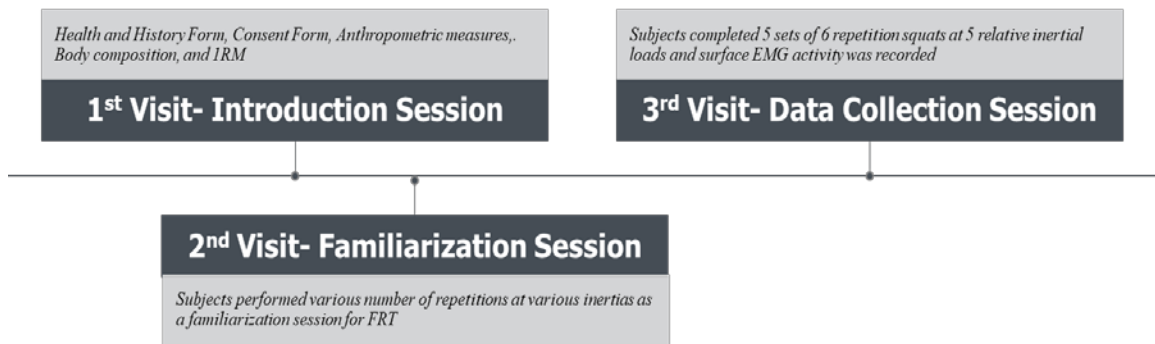 Health and History Form, Consent Form, Anthropometric measures,.
Body composition, and 1RM
1st Visit- Introduction Session
Subjects completed 5 sets of 6 repetition squats at 5 relative inertial
loads and surface EMG activity was recorded
3rd Visit- Data Collection Session
2nd Visit- Familiarization Session
Subjects performed various number of repetitions at various inertias as
a familiarization session for FRT